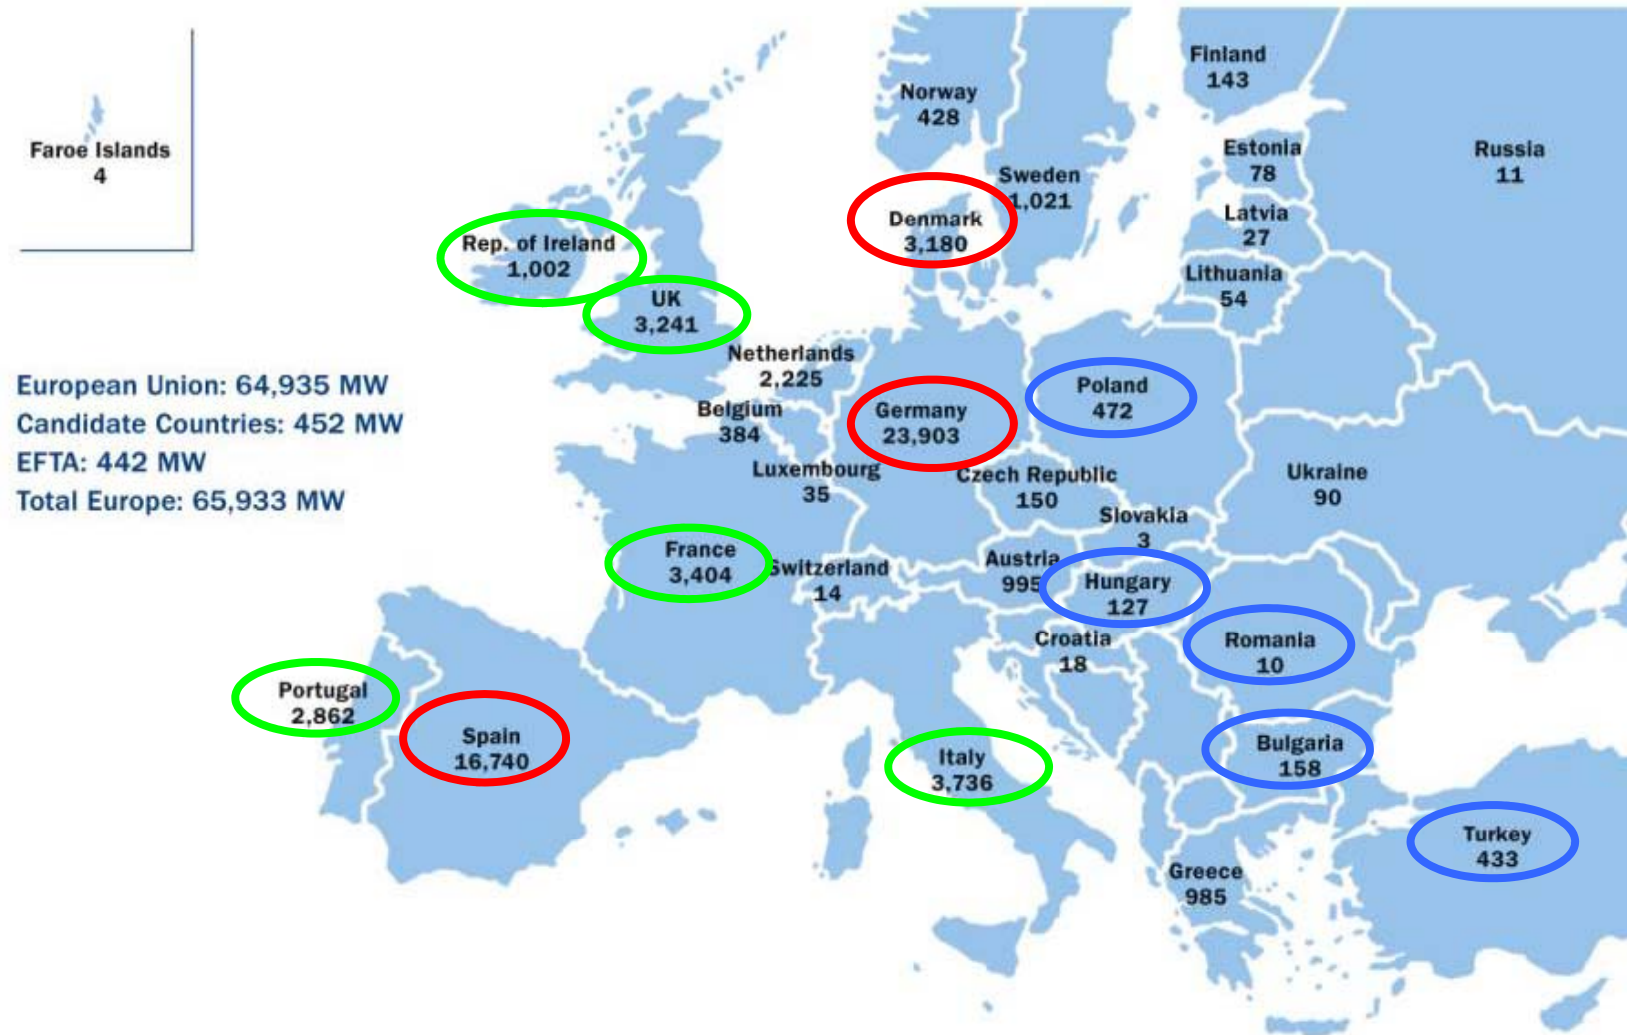 Finland
143
Norway
428
Faroe Islands
4
Estonia
78
Russia
11
Sweden
1,021
Denmark
3,180
Latvia
27
Rep. of Ireland
1,002
Lithuania
54
UK
3,241
Netherlands
2,225
European Union: 64,935 MW
Candidate Countries: 452 MW
EFTA: 442 MW
Total Europe: 65,933 MW
Poland
472
Belgium
384
Germany
23,903
Luxembourg
35
Czech Republic
150
Ukraine
90
Slovakia
3
France
3,404
Switzerland
14
Austria
995
Hungary
127
Croatia
18
Romania
10
Portugal
2,862
Spain
16,740
Italy
3,736
Bulgaria
158
Turkey
433
Greece
985